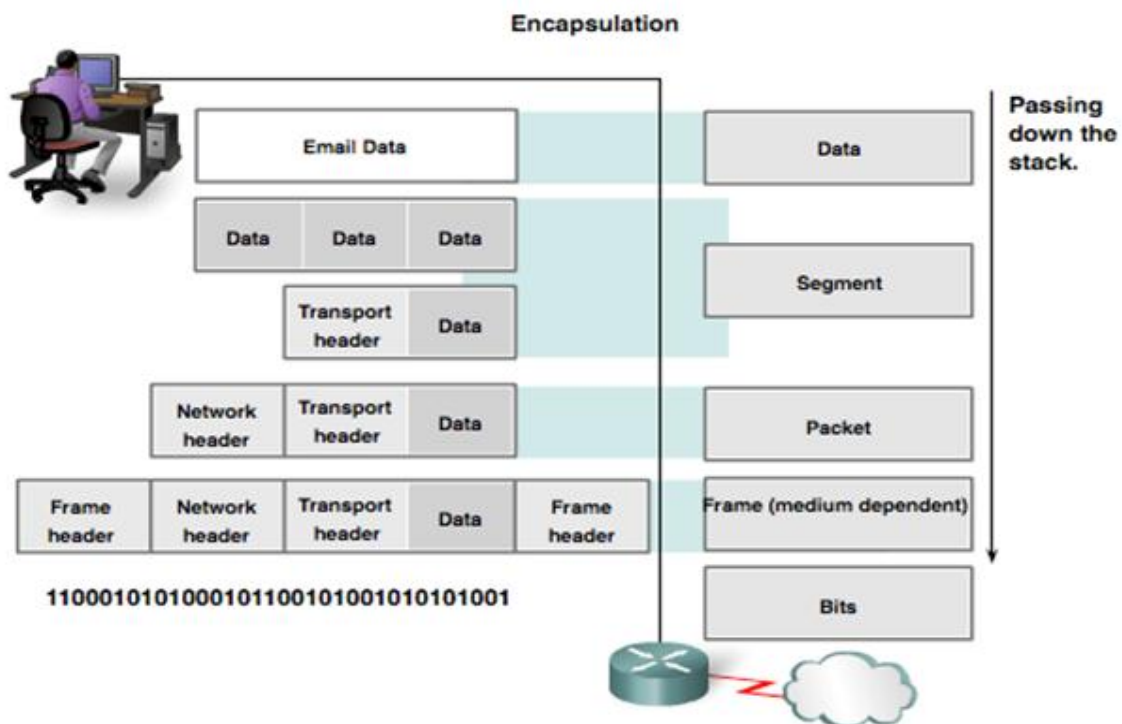 Encapsulation
Passing
down the
stack.
Email Data
Data
Data
Data
Data
Segment
Transport
header
Data
Network
header
Transport
header
Data
Packet
Frame
header
Network
header
Transport
header
Data
Frame
header
Frame (medium dependent)
1100010101000101100101001010101001
Bits